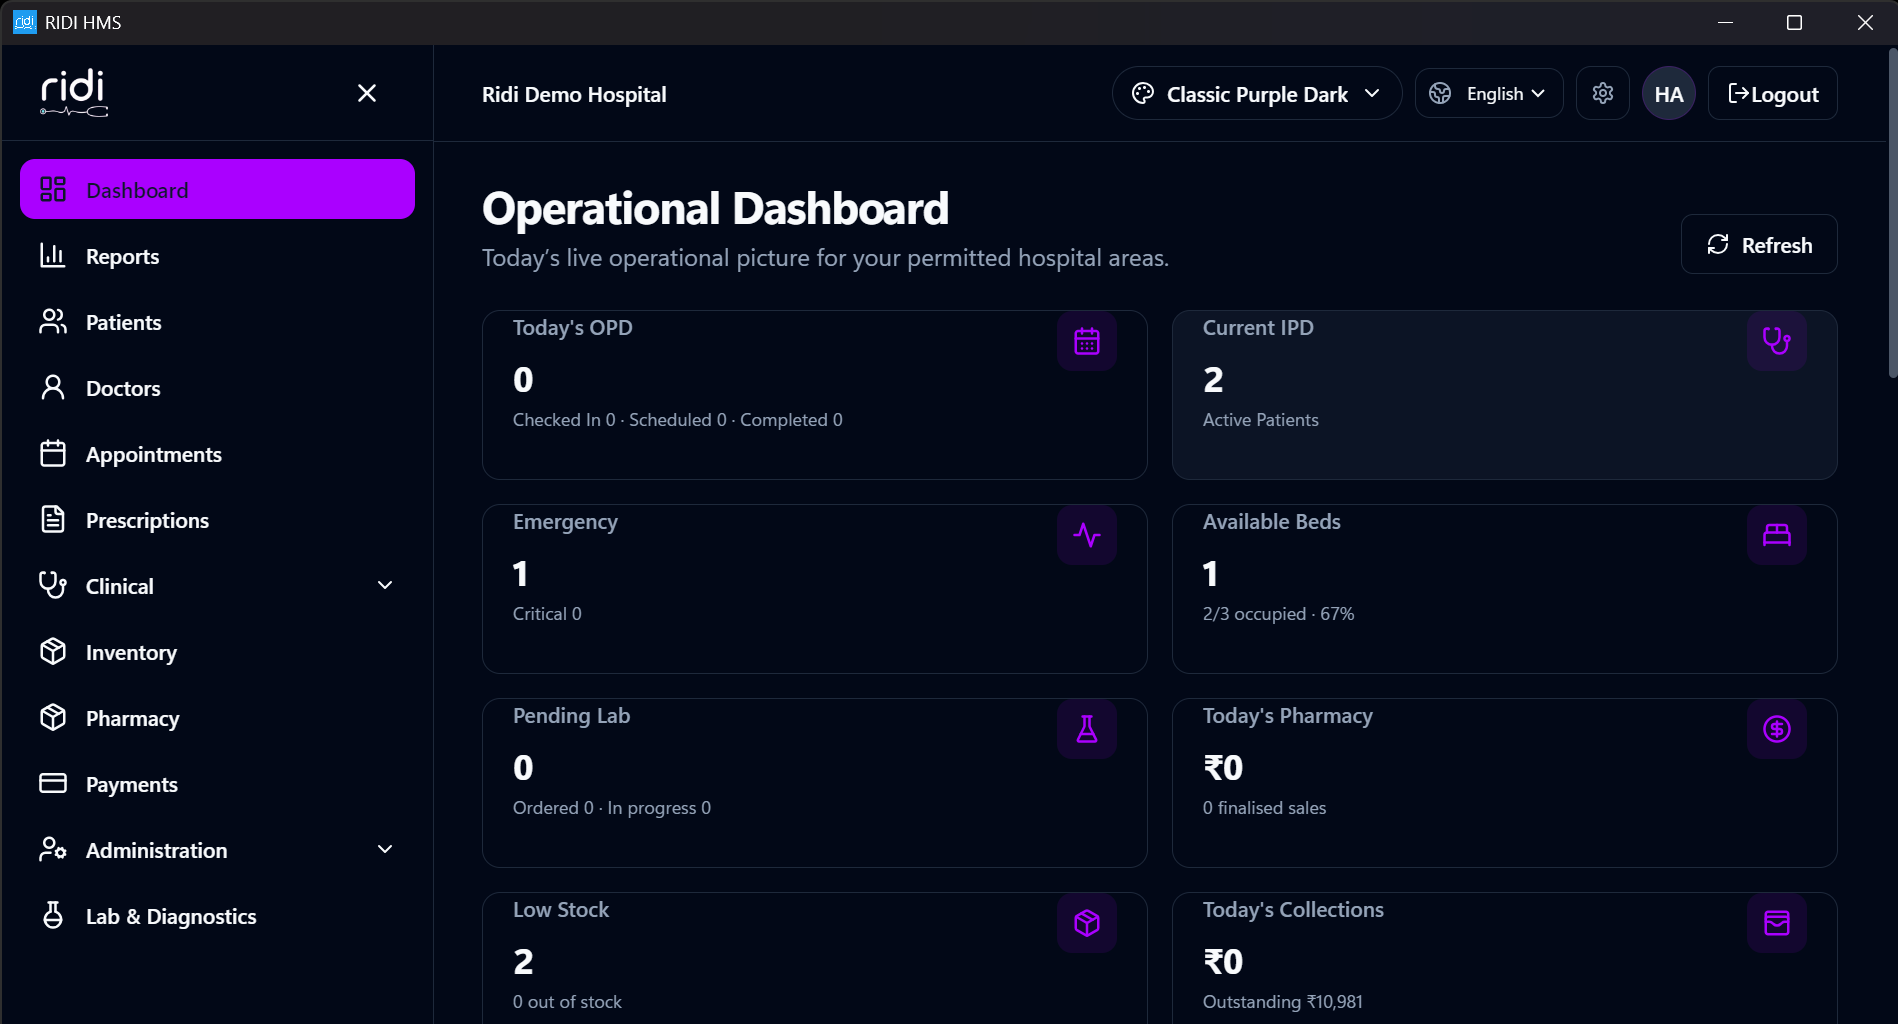 ridi RIDI HMS
ridi
Ridi Demo Hospital
Classic Purple Dark
English
HA
Logout
Dashboard
Reports
Patients
Doctors
Appointments
Prescriptions
Clinical
Inventory
Pharmacy
Payments
Administration
Lab & Diagnostics
Operational Dashboard
Today’s live operational picture for your permitted hospital areas.
Refresh
Today's OPD
0
Checked In 0 · Scheduled 0 · Completed 0
Current IPD
2
Active Patients
Emergency
1
Critical 0
Available Beds
1
2/3 occupied · 67%
Pending Lab
0
Ordered 0 · In progress 0
Today's Pharmacy
₹0
0 finalised sales
Low Stock
2
0 out of stock
Today's Collections
₹0
Outstanding ₹10,981